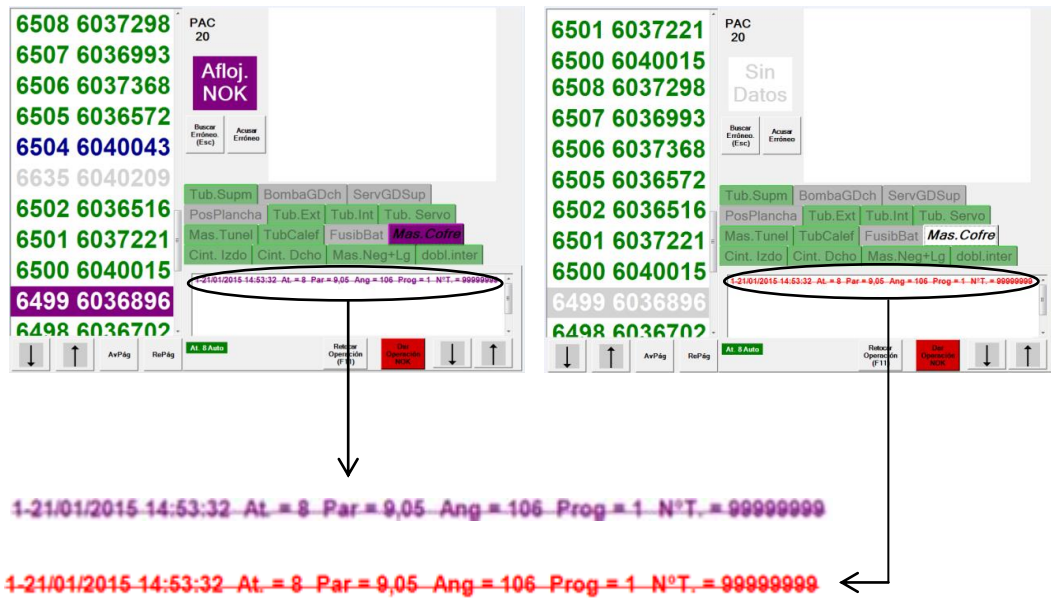 6508 6037298
6507 6036993
6506 6037368
6505 6036572
6504 6040043
6635 6040209
6502 6036516
6501 6037221
6500 6040015
6499 6036896
6498 6036702
PAC
20
Afloj.
NOK
Buscar
Erróneo.
(Esc)
Acusar
Erróneo
Tub.Supm BombaGDch ServGDSup
PosPlancha Tub.Ext Tub.Int Tub. Servo
Mas.Tunel TubCalef FusibBat Mas.Cofre
Cint. Izdo Cint. Dcho Mas.Neg+Lg dobl.inter
1-21/01/2015 14:53:32 At. = 8 Par = 9,05 Ang = 106 Prog = 1 NºT. = 99999999
↓ ↑ AvPág RePág
At. 8 Auto
Retocar
Operación
(F11)
Dar
Operación
NOK
↓ ↑
6501 6037221
6500 6040015
6508 6037298
6507 6036993
6506 6037368
6505 6036572
6502 6036516
6501 6037221
6500 6040015
6499 6036896
6498 6036702
PAC
20
Sin
Datos
Buscar
Erróneo.
(Esc)
Acusar
Erróneo
Tub.Supm BombaGDch ServGDSup
PosPlancha Tub.Ext Tub.Int Tub. Servo
Mas.Tunel TubCalef FusibBat Mas.Cofre
Cint. Izdo Cint. Dcho Mas.Neg+Lg dobl.inter
1-21/01/2015 14:53:32 At. = 8 Par = 9,05 Ang = 106 Prog = 1 NºT. = 99999999
↓ ↑ AvPág RePág
At. 8 Auto
Retocar
Operación
(F11)
Dar
Operación
NOK
↓ ↑
1-21/01/2015 14:53:32 At. = 8 Par = 9,05 Ang = 106 Prog = 1 NºT. = 99999999
1-21/01/2015 14:53:32 At. = 8 Par = 9,05 Ang = 106 Prog = 1 NºT. = 99999999